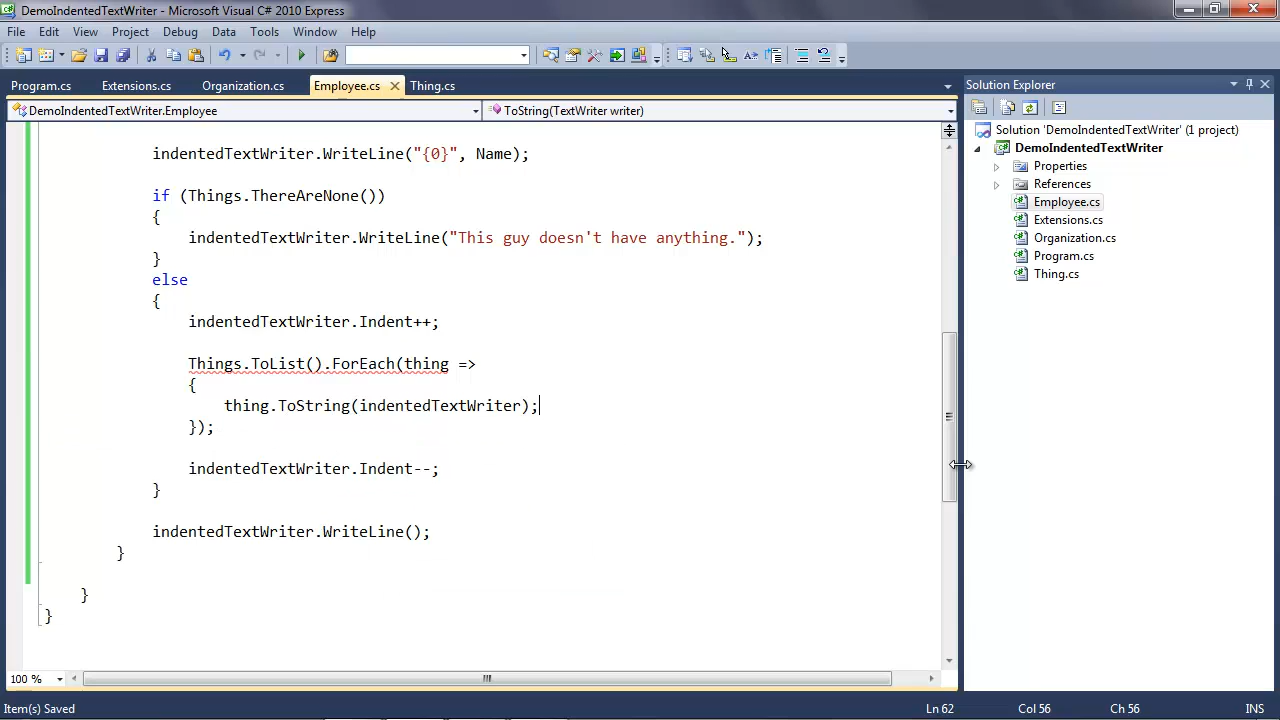 DemoIndentedTextWriter - Microsoft Visual C# 2010 Express
File Edit View Project Debug Data Tools Window Help
Program.cs Extensions.cs Organization.cs Employee.cs Thing.cs
DemoIndentedTextWriter.Employee ToString(TextWriter writer)
indentedTextWriter.WriteLine("{0}", Name);
if (Things.ThereAreNone())
{
indentedTextWriter.WriteLine("This guy doesn't have anything.");
}
else
{
indentedTextWriter.Indent++;
Things.ToList().ForEach(thing =>
{
thing.ToString(indentedTextWriter);
});
indentedTextWriter.Indent--;
}
indentedTextWriter.WriteLine();
}
}
}
100 %
Solution Explorer
Solution 'DemoIndentedTextWriter' (1 project)
DemoIndentedTextWriter
Properties
References
Employee.cs
Extensions.cs
Organization.cs
Program.cs
Thing.cs
Item(s) Saved Ln 62 Col 56 Ch 56 INS